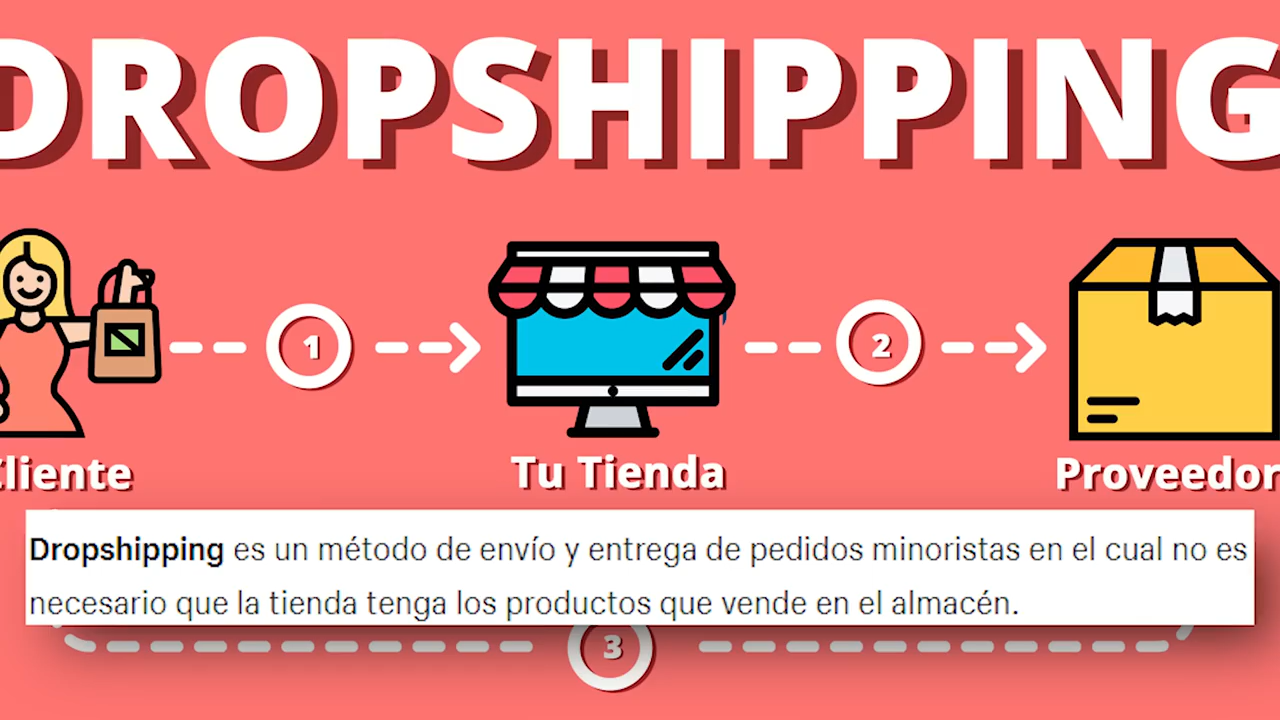 DROPSHIPPING
1
2
Cliente
Tu Tienda
Proveedor
Dropshipping es un método de envío y entrega de pedidos minoristas en el cual no es
necesario que la tienda tenga los productos que vende en el almacén.
3